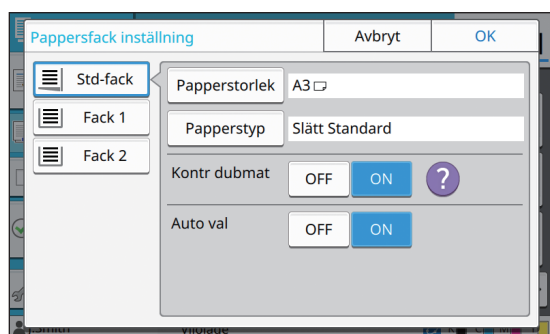 Pappersfack inställning Avbryt OK
Std-fack
Fack 1
Fack 2
Papperstorlek A3
Papperstyp Slätt Standard
Kontr dubmat OFF ON ?
Auto val OFF ON